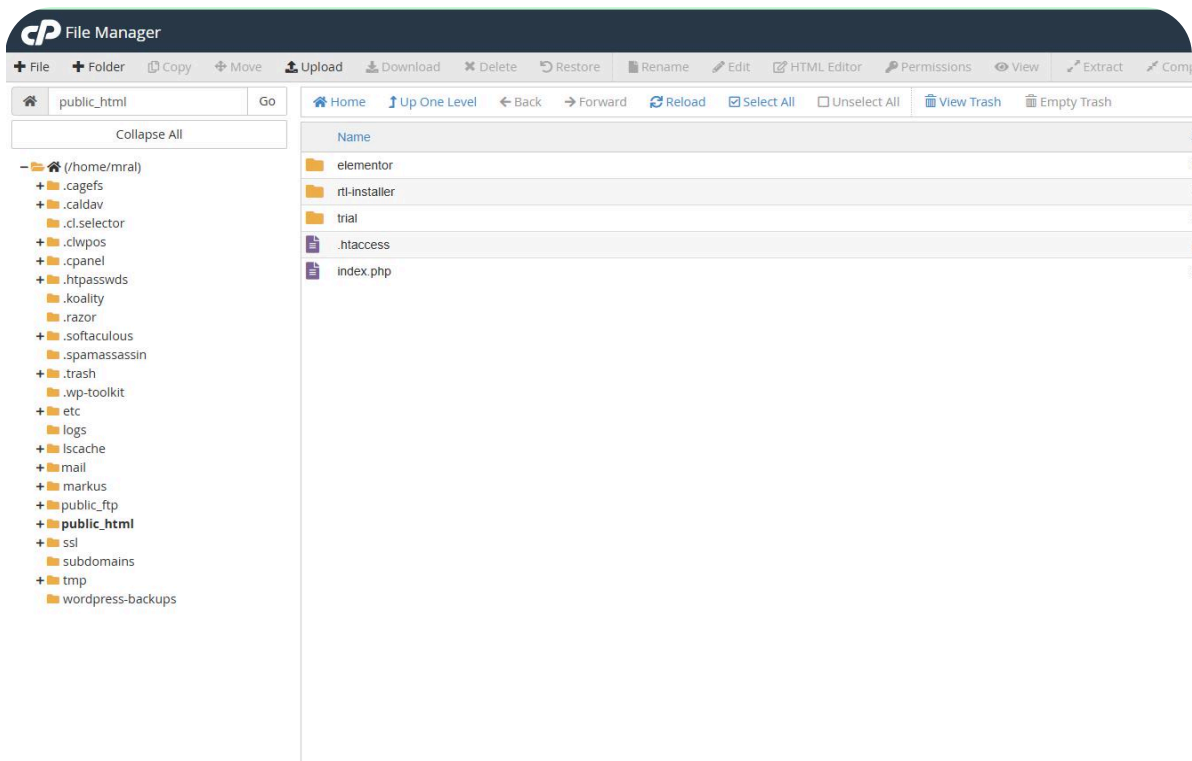 cP File Manager
File Folder Copy Move Upload Download Delete Restore Rename Edit HTML Editor Permissions View Extract
public_html Go Home Up One Level Back Forward Reload Select All Unselect All View Trash Empty Trash
Collapse All
Name
(/home/mral)
.cagefs
.caldav
.cl.selector
.clwpos
.cpanel
.htpasswds
.koality
.razor
.softaculous
.spamassassin
.trash
.wp-toolkit
etc
logs
lscache
mail
markus
public_ftp
public_html
ssl
subdomains
tmp
wordpress-backups
elementor
rtl-installer
trial
.htaccess
index.php